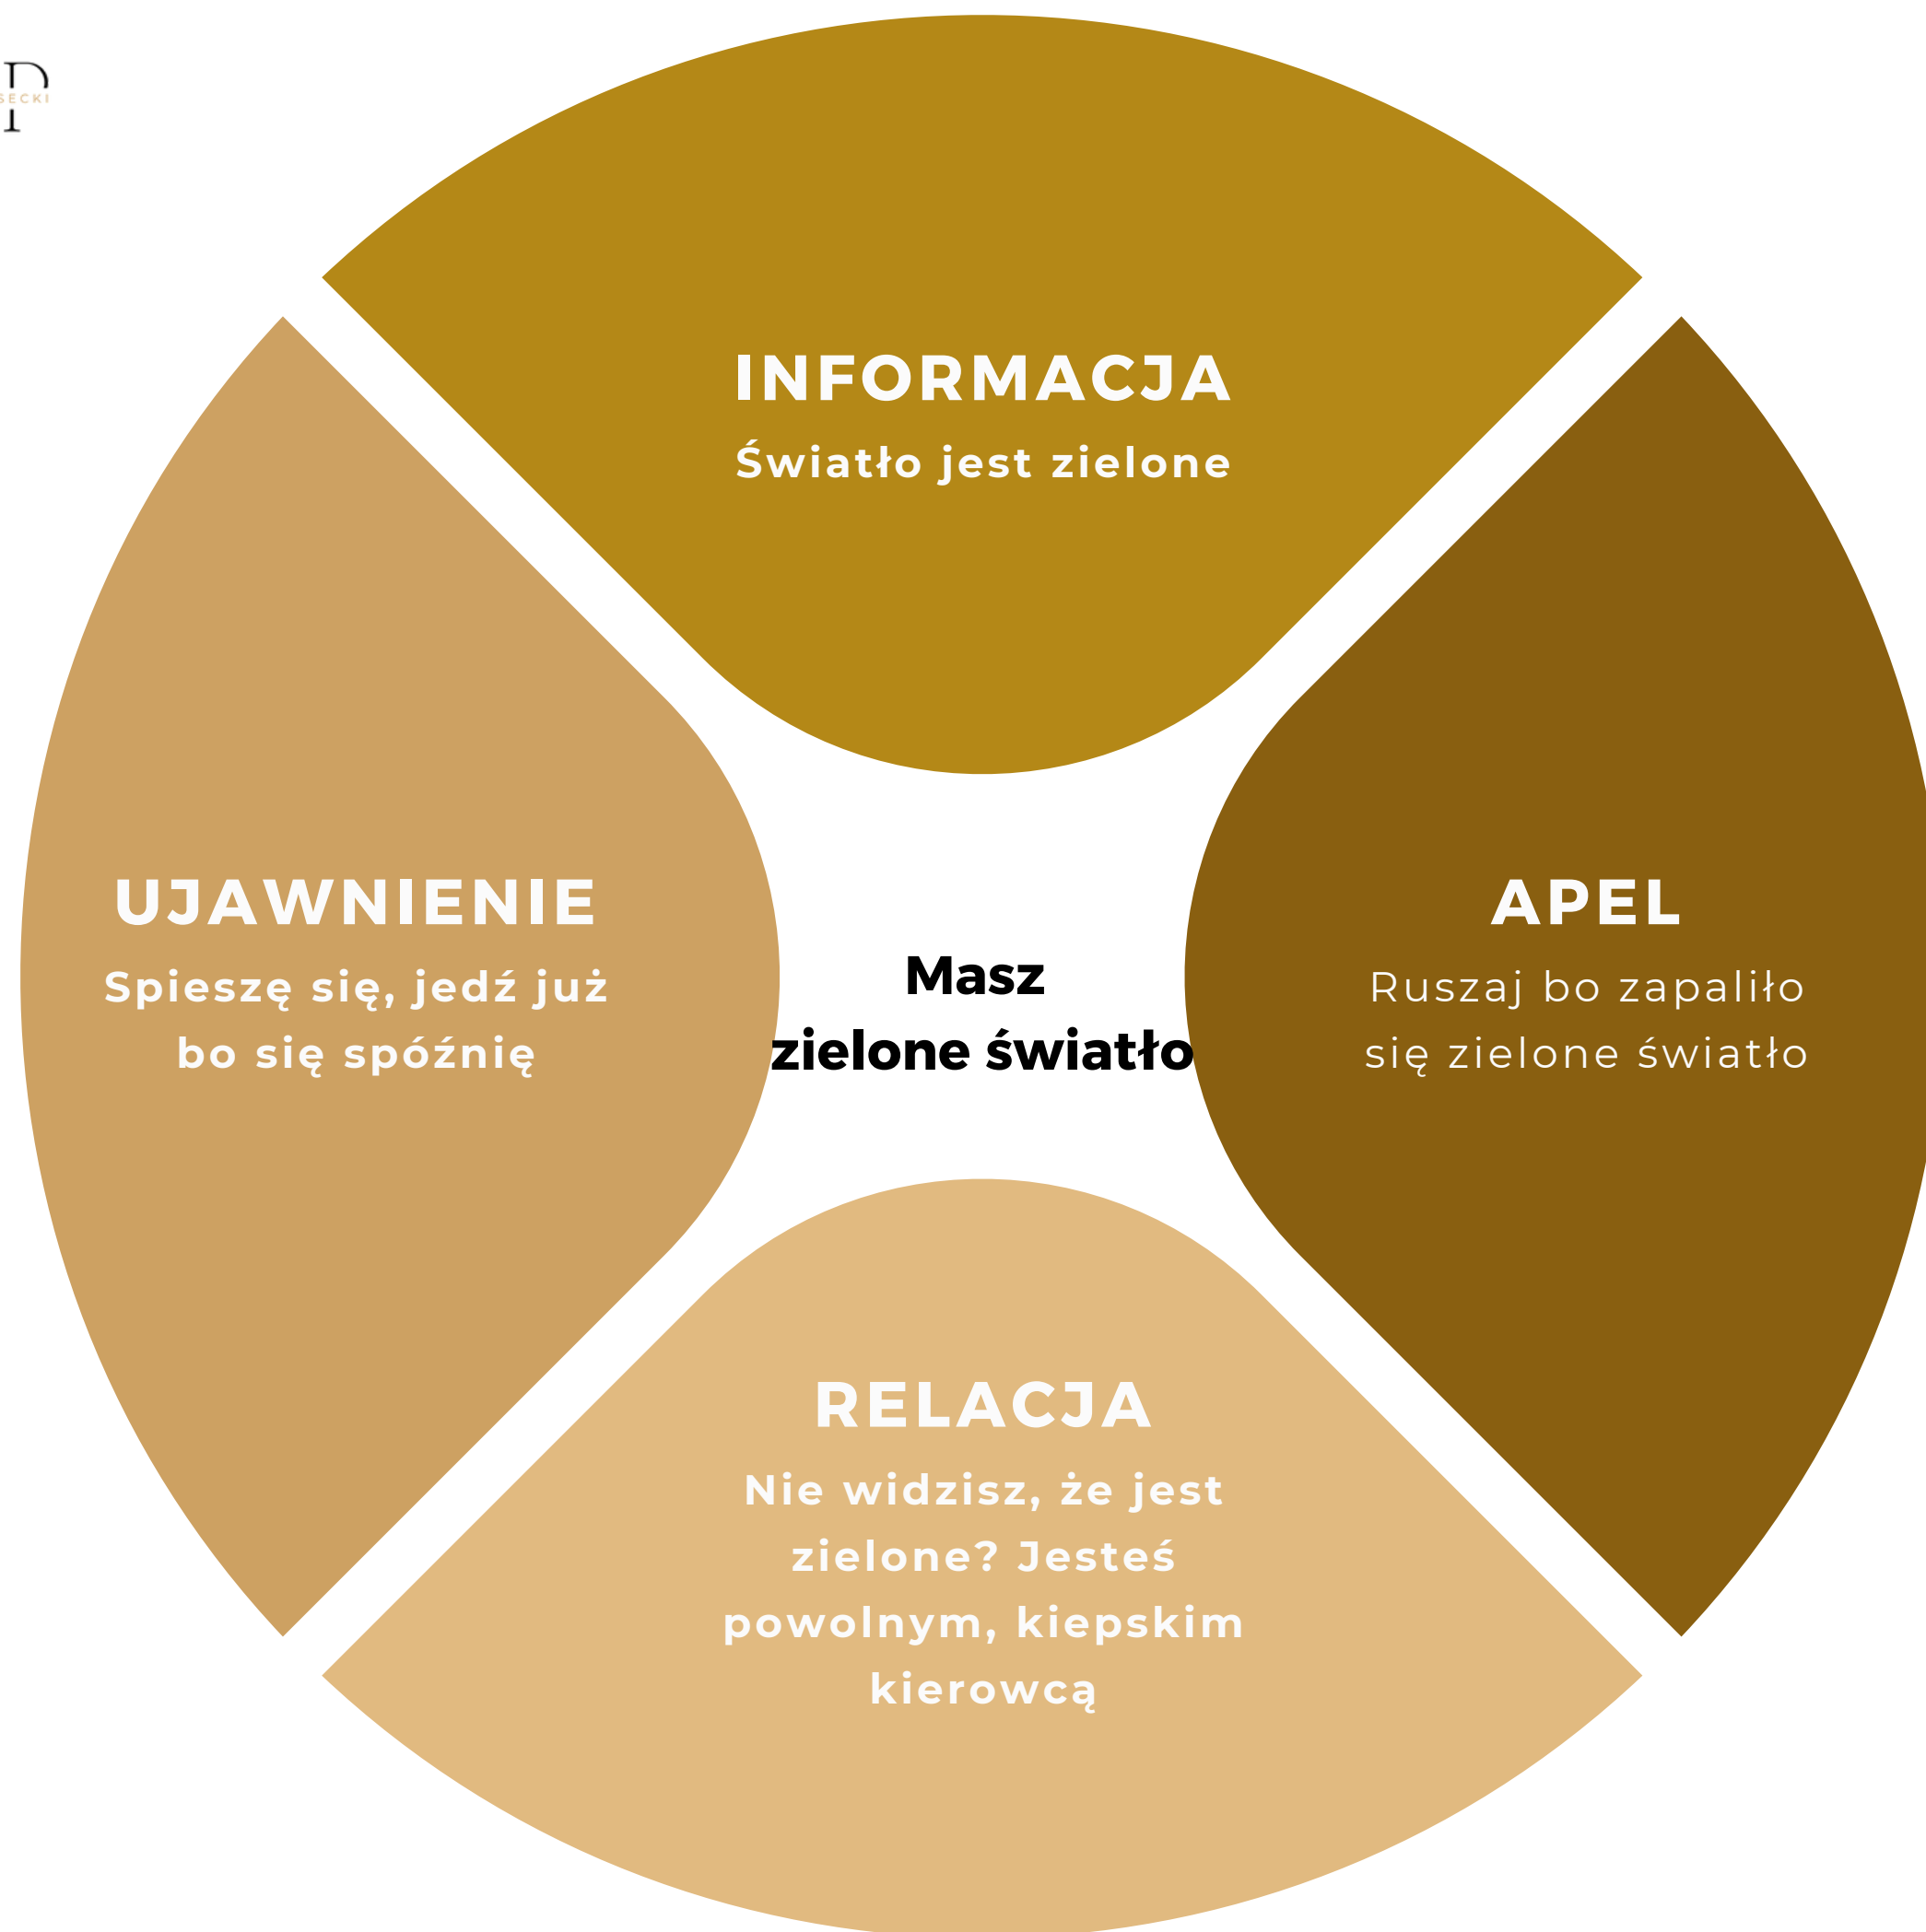 P
SECKI
INFORMACJA
Światło jest zielone
UJAWNIENIE
Spieszę się, jedź już
bo się spóźnię
Masz
zielone światło
APEL
Ruszaj bo zapaliło
się zielone światło
RELACJA
Nie widzisz, że jest
zielone? Jesteś
powolnym, kiepskim
kierowcą